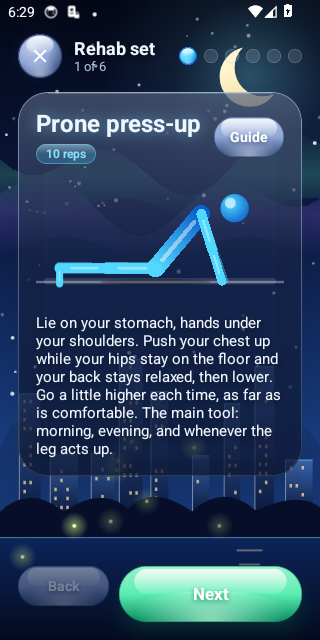 6:29
Rehab set
1 of 6
Prone press-up
Guide
10 reps
Lie on your stomach, hands under
your shoulders. Push your chest up
while your hips stay on the floor and
your back stays relaxed, then lower.
Go a little higher each time, as far as
is comfortable. The main tool:
morning, evening, and whenever the
leg acts up.
Back
Next